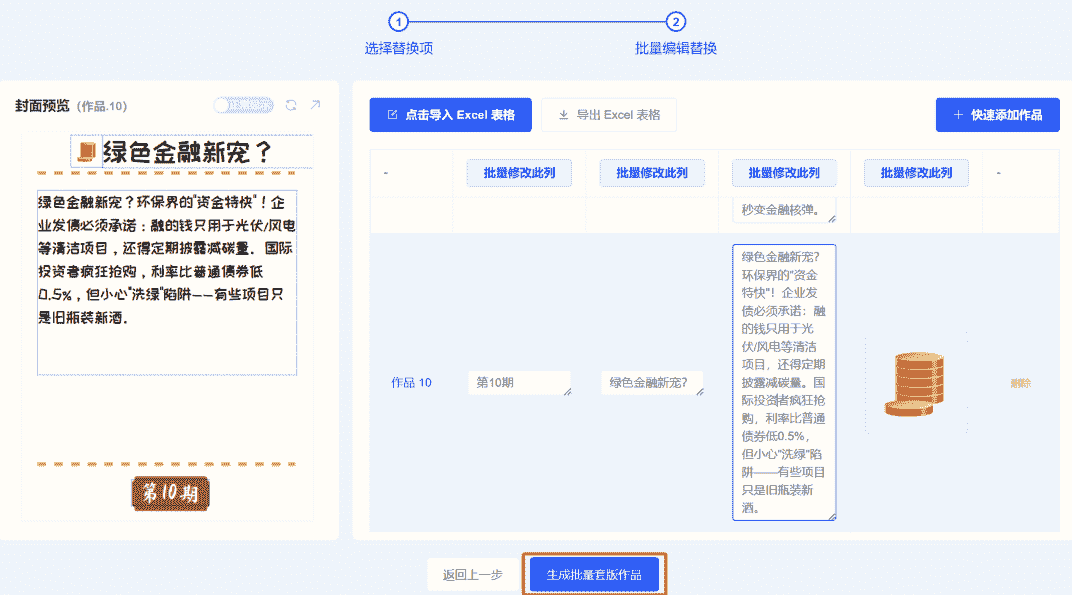 1
2
选择替换项
批量编辑替换
封面预览 (作品.10)
绿色金融新宠？
绿色金融新宠？环保界的"资金特快"！企
业发债必须承诺：融的钱只用于光伏/风电
等清洁项目，还得定期披露减碳量。国际
投资者疯狂抢购，利率比普通债券低
0.5%，但小心"洗绿"陷阱——有些项目只
是旧瓶装新酒。
第10期
点击导入 Excel 表格
导出 Excel 表格
+ 快速添加作品
-
批量修改此列
批量修改此列
批量修改此列
批量修改此列
-
秒变金融核弹。
作品 10
第10期
绿色金融新宠？
绿色金融新宠？
环保界的"资金
特快"！企业发
债必须承诺：融
的钱只用于光
伏/风电等清洁
项目，还得定期
披露减碳量。国
际投资者疯狂抢
购，利率比普通
债券低0.5%，
但小心"洗绿"陷
阱——有些项目
只是旧瓶装新
酒。
删除
返回上一步
生成批量套版作品